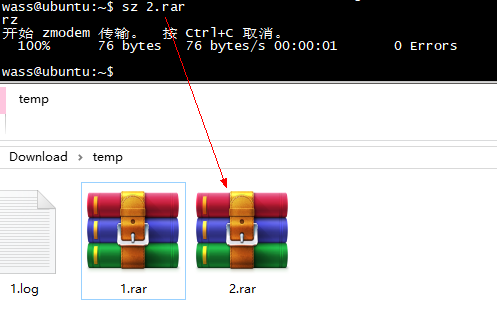 wass@ubuntu:~$ sz 2.rar
rz
开始 zmodem 传输。 按 Ctrl+C 取消。
100% 76 bytes 76 bytes/s 00:00:01 0 Errors
wass@ubuntu:~$
temp
Download > temp
1.log
1.rar
2.rar